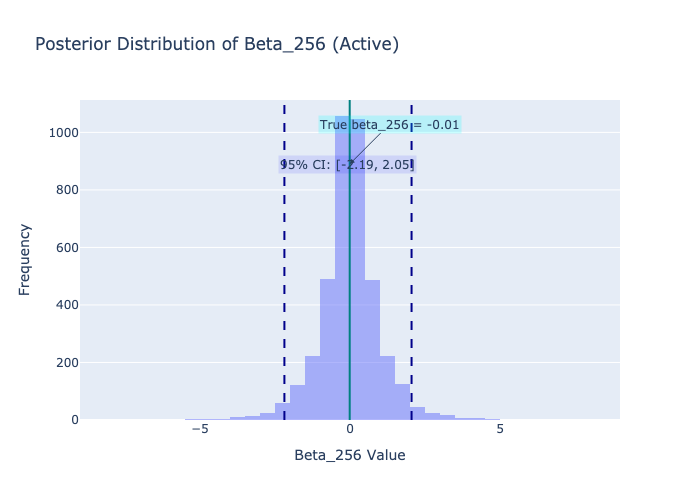 Posterior Distribution of Beta_256 (Active)
True beta_256 = -0.01
95% CI: [-2.19, 2.05]
1000
800
600
400
200
0
Frequency
−5
0
5
Beta_256 Value